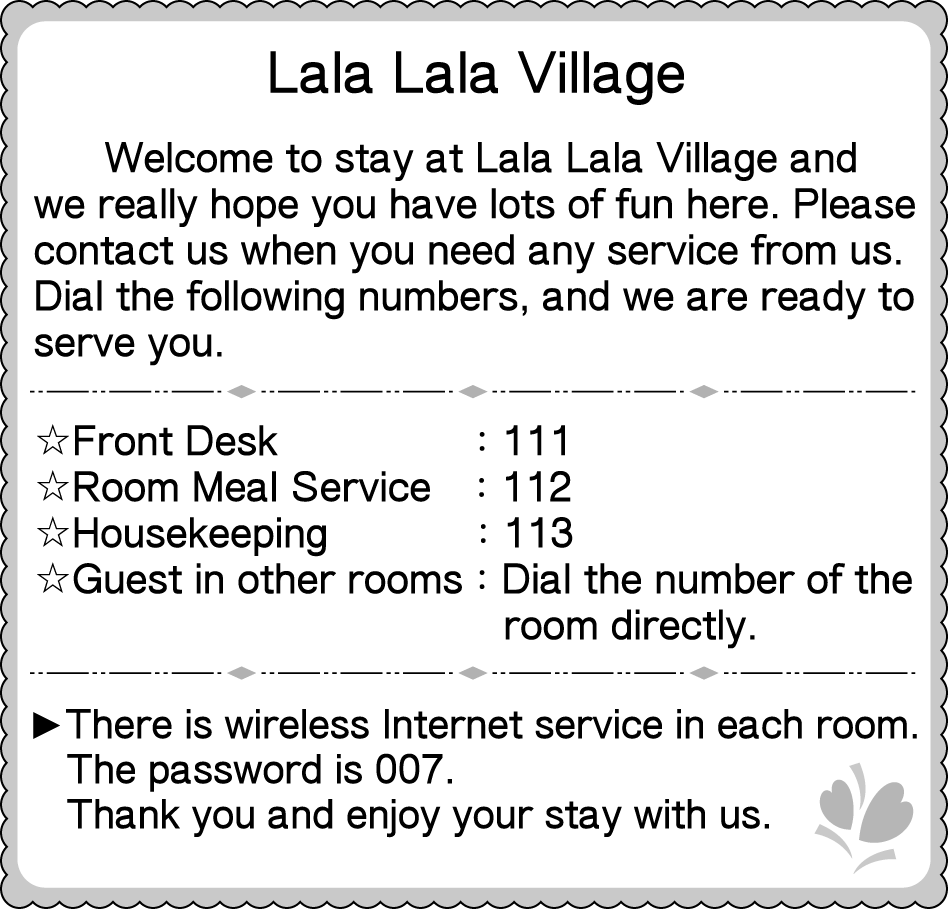 Lala Lala Village
Welcome to stay at Lala Lala Village and
we really hope you have lots of fun here. Please
contact us when you need any service from us.
Dial the following numbers, and we are ready to
serve you.
☆Front Desk : 111
☆Room Meal Service : 112
☆Housekeeping : 113
☆Guest in other rooms : Dial the number of the
room directly.
►There is wireless Internet service in each room.
The password is 007.
Thank you and enjoy your stay with us.